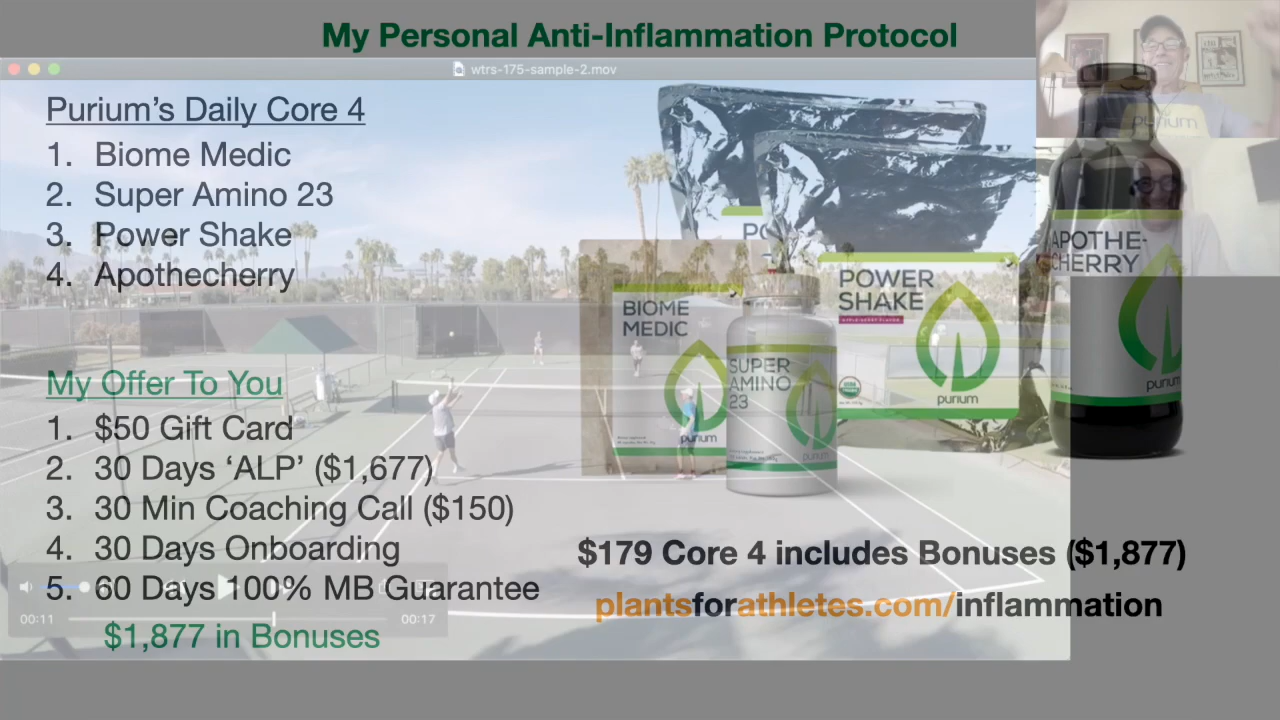 My Personal Anti-Inflammation Protocol
wtrs-175-sample-2.mov
Purium’s Daily Core 4
1. Biome Medic
2. Super Amino 23
3. Power Shake
4. Apothecherry
My Offer To You
1. $50 Gift Card
2. 30 Days ‘ALP’ ($1,677)
3. 30 Min Coaching Call ($150)
4. 30 Days Onboarding
5. 60 Days 100% MB Guarantee
$1,877 in Bonuses
00:11
00:17
purium
PO
BIOME
MEDIC
purium
SUPER
AMINO
23
POWER
SHAKE
purium
APOTHE-
CHERRY
purium
$179 Core 4 includes Bonuses ($1,877)
plantsforathletes.com/inflammation